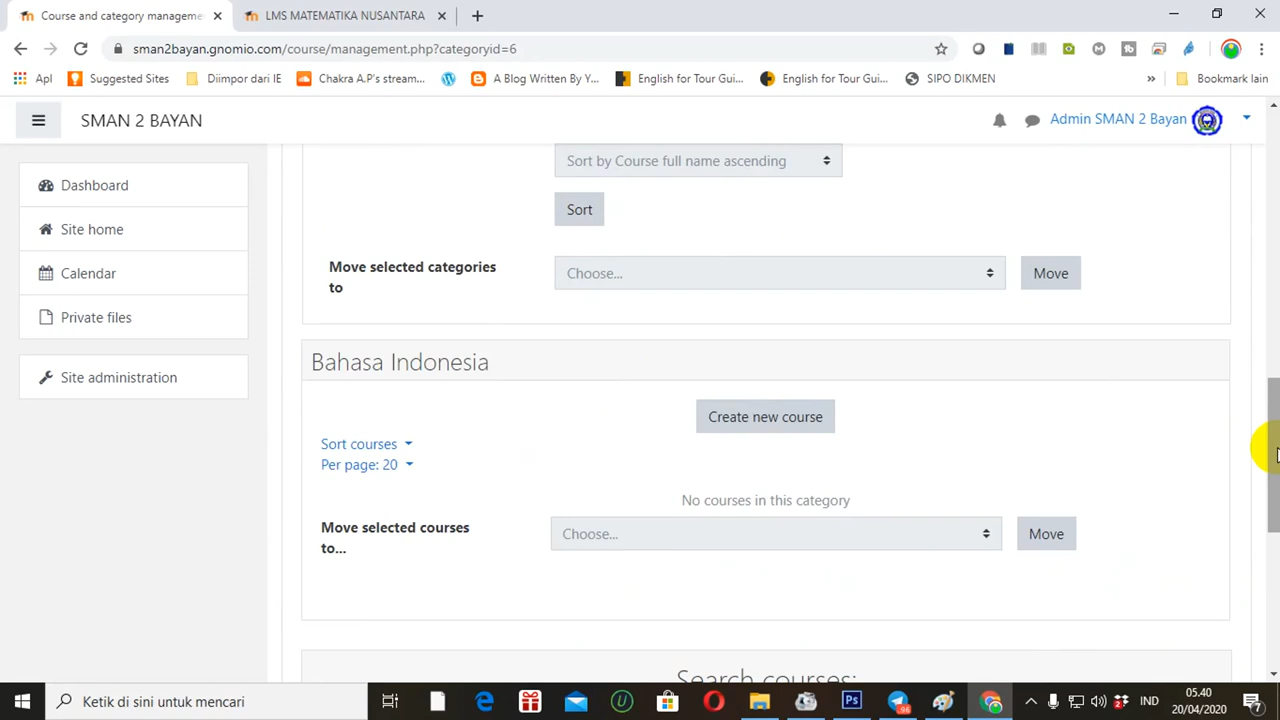 Course and category manageme
LMS MATEMATIKA NUSANTARA
sman2bayan.gnomio.com/course/management.php?categoryid=6
Apl
Suggested Sites
Diimpor dari IE
Chakra A.P's stream...
A Blog Written By Y...
English for Tour Gui...
English for Tour Gui...
SIPO DIKMEN
»
Bookmark lain
SMAN 2 BAYAN
Admin SMAN 2 Bayan
Dashboard
Site home
Calendar
Private files
Site administration
Sort by Course full name ascending
Sort
Move selected categories
to
Choose...
Move
Bahasa Indonesia
Create new course
Sort courses
Per page: 20
No courses in this category
Move selected courses
to...
Choose...
Move
Search courses:
Ketik di sini untuk mencari
Ps
96
IND
05.40
20/04/2020
7